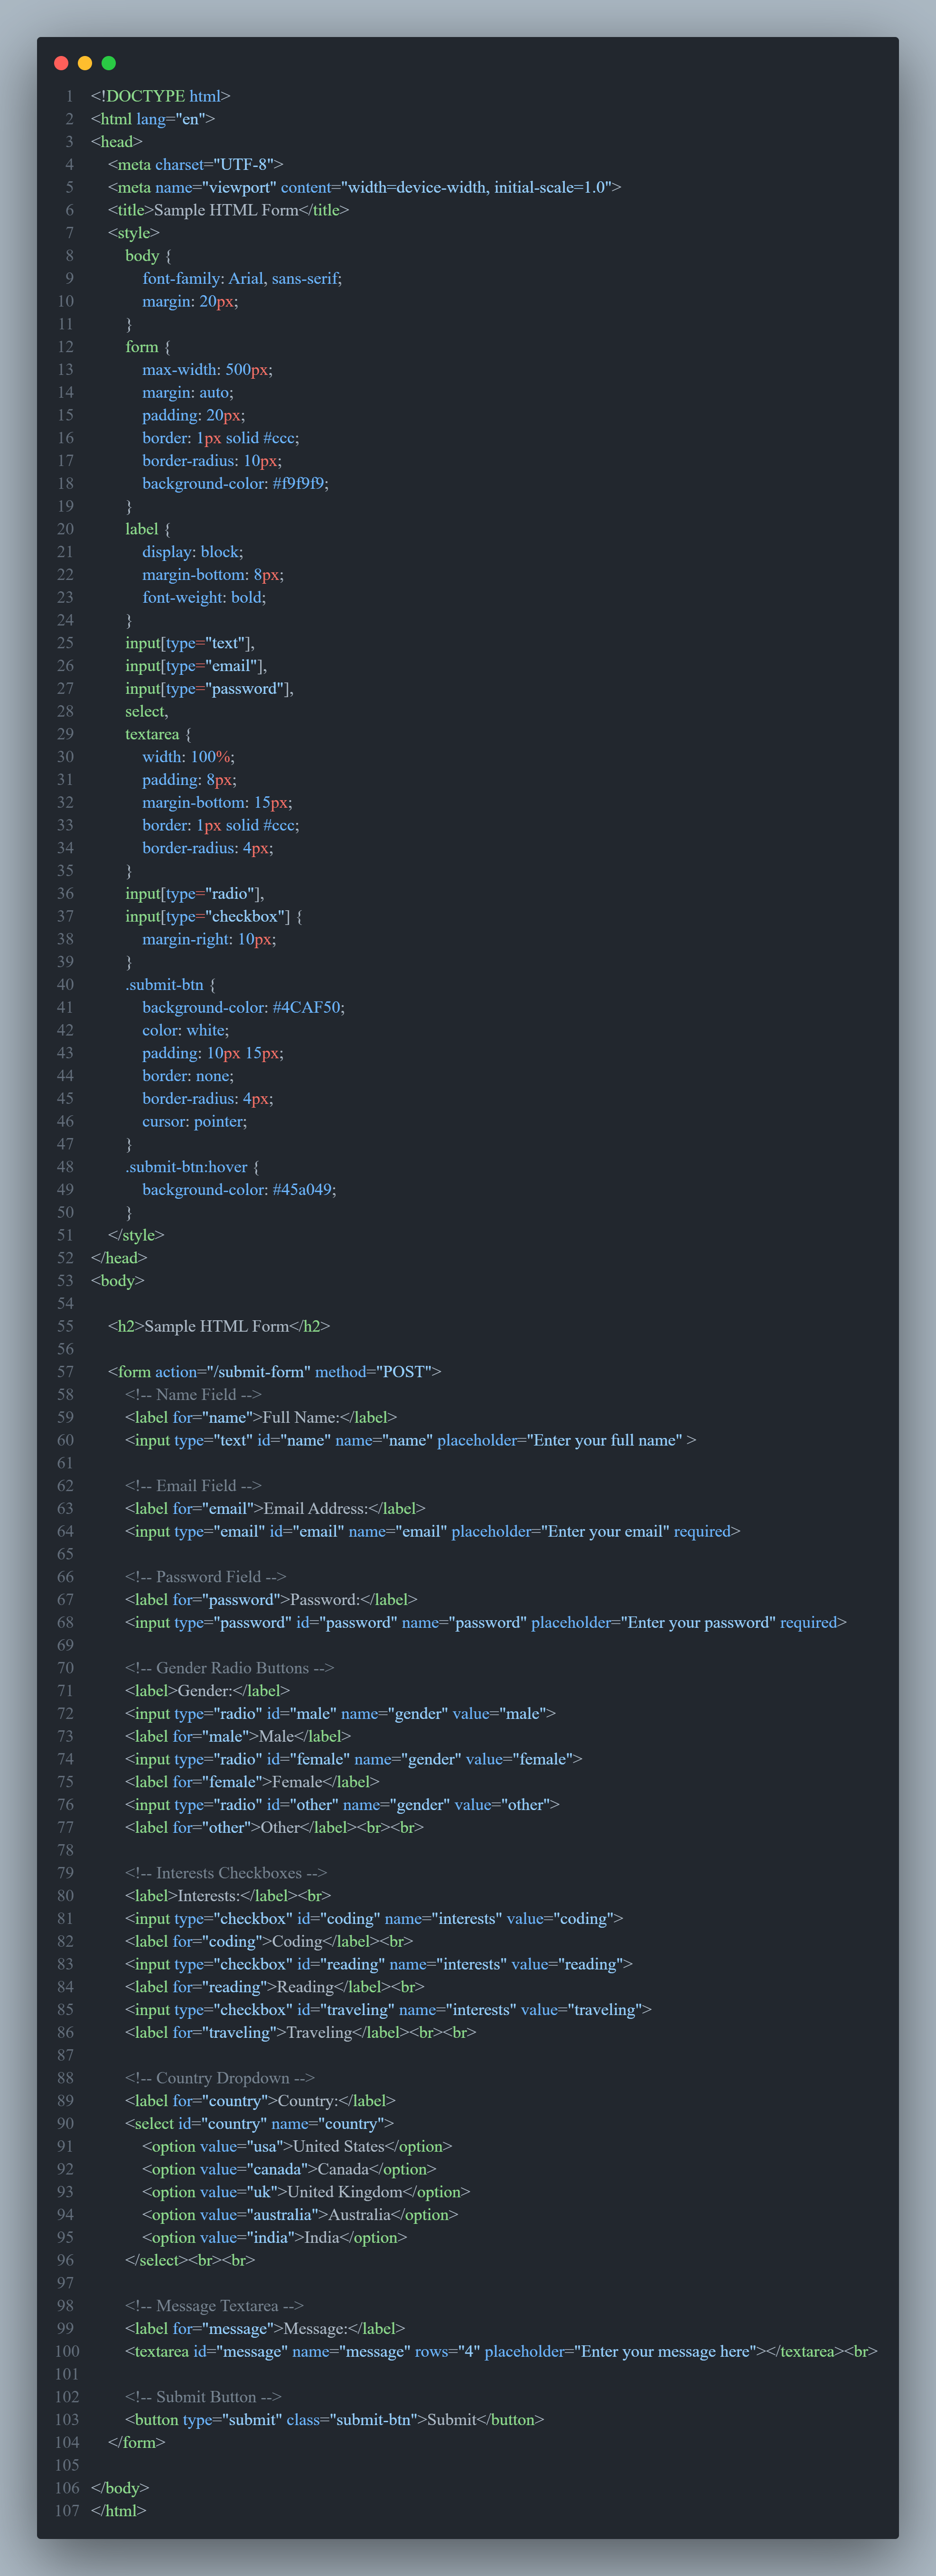 1 <!DOCTYPE html>
2 <html lang="en">
3 <head>
4     <meta charset="UTF-8">
5     <meta name="viewport" content="width=device-width, initial-scale=1.0">
6     <title>Sample HTML Form</title>
7     <style>
8         body {
9             font-family: Arial, sans-serif;
10             margin: 20px;
11         }
12         form {
13             max-width: 500px;
14             margin: auto;
15             padding: 20px;
16             border: 1px solid #ccc;
17             border-radius: 10px;
18             background-color: #f9f9f9;
19         }
20         label {
21             display: block;
22             margin-bottom: 8px;
23             font-weight: bold;
24         }
25         input[type="text"],
26         input[type="email"],
27         input[type="password"],
28         select,
29         textarea {
30             width: 100%;
31             padding: 8px;
32             margin-bottom: 15px;
33             border: 1px solid #ccc;
34             border-radius: 4px;
35         }
36         input[type="radio"],
37         input[type="checkbox"] {
38             margin-right: 10px;
39         }
40         .submit-btn {
41             background-color: #4CAF50;
42             color: white;
43             padding: 10px 15px;
44             border: none;
45             border-radius: 4px;
46             cursor: pointer;
47         }
48         .submit-btn:hover {
49             background-color: #45a049;
50         }
51     </style>
52 </head>
53 <body>
54
55     <h2>Sample HTML Form</h2>
56
57     <form action="/submit-form" method="POST">
58         <!-- Name Field -->
59         <label for="name">Full Name:</label>
60         <input type="text" id="name" name="name" placeholder="Enter your full name" >
61
62         <!-- Email Field -->
63         <label for="email">Email Address:</label>
64         <input type="email" id="email" name="email" placeholder="Enter your email" required>
65
66         <!-- Password Field -->
67         <label for="password">Password:</label>
68         <input type="password" id="password" name="password" placeholder="Enter your password" required>
69
70         <!-- Gender Radio Buttons -->
71         <label>Gender:</label>
72         <input type="radio" id="male" name="gender" value="male">
73         <label for="male">Male</label>
74         <input type="radio" id="female" name="gender" value="female">
75         <label for="female">Female</label>
76         <input type="radio" id="other" name="gender" value="other">
77         <label for="other">Other</label><br><br>
78
79         <!-- Interests Checkboxes -->
80         <label>Interests:</label><br>
81         <input type="checkbox" id="coding" name="interests" value="coding">
82         <label for="coding">Coding</label><br>
83         <input type="checkbox" id="reading" name="interests" value="reading">
84         <label for="reading">Reading</label><br>
85         <input type="checkbox" id="traveling" name="interests" value="traveling">
86         <label for="traveling">Traveling</label><br><br>
87
88         <!-- Country Dropdown -->
89         <label for="country">Country:</label>
90         <select id="country" name="country">
91             <option value="usa">United States</option>
92             <option value="canada">Canada</option>
93             <option value="uk">United Kingdom</option>
94             <option value="australia">Australia</option>
95             <option value="india">India</option>
96         </select><br><br>
97
98         <!-- Message Textarea -->
99         <label for="message">Message:</label>
100         <textarea id="message" name="message" rows="4" placeholder="Enter your message here"></textarea><br>
101
102         <!-- Submit Button -->
103         <button type="submit" class="submit-btn">Submit</button>
104     </form>
105
106 </body>
107 </html>